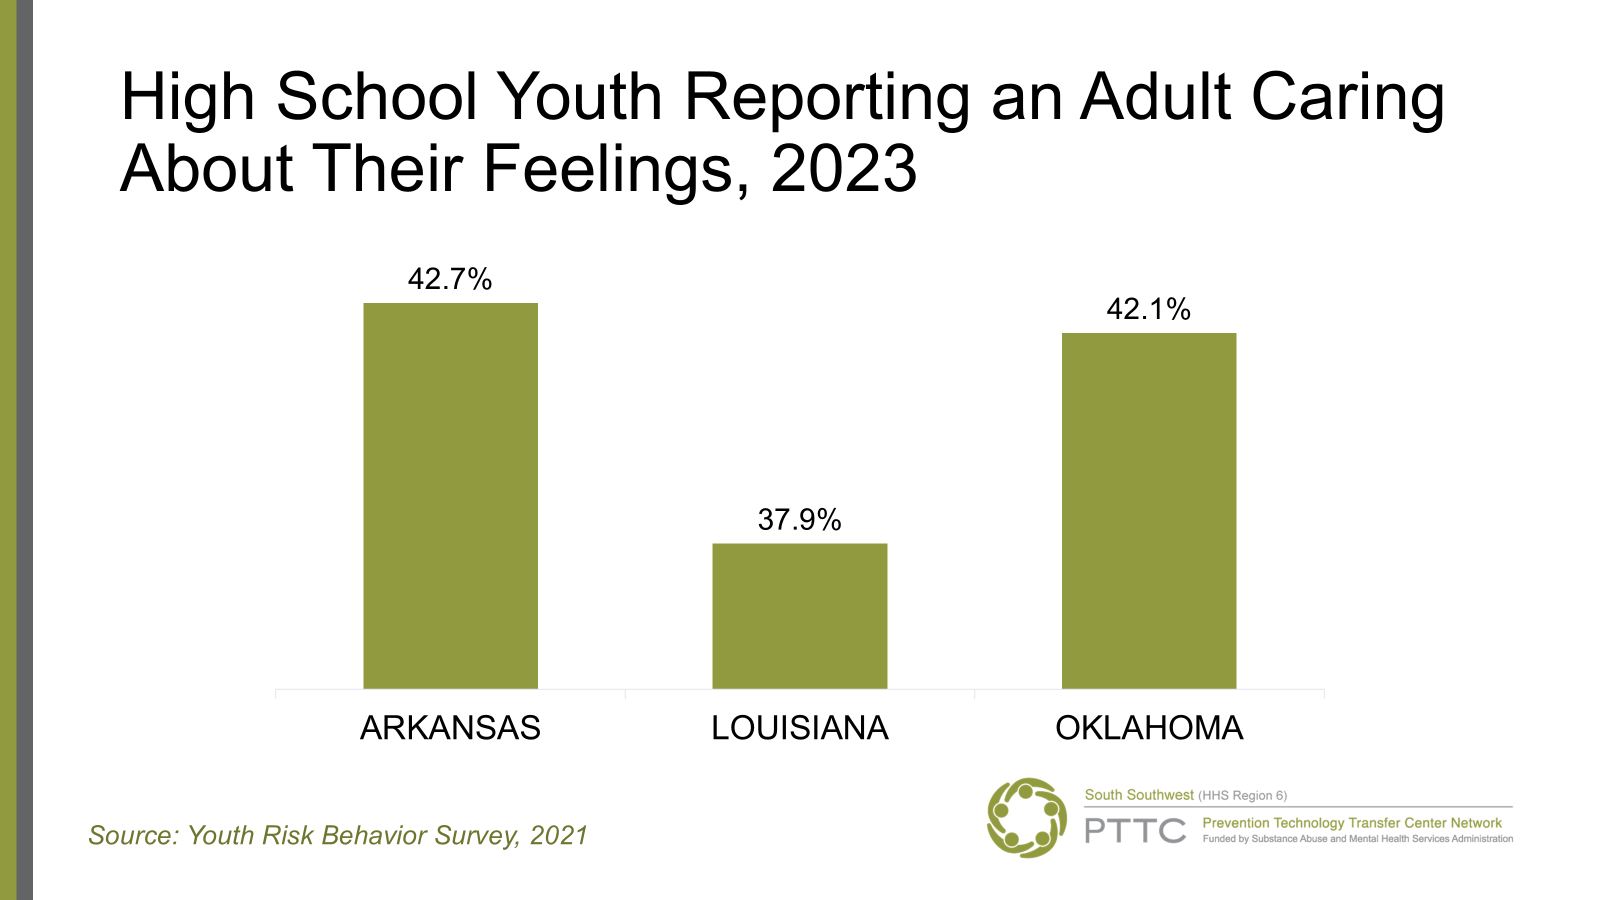 High School Youth Reporting an Adult Caring
About Their Feelings, 2023
42.7%
37.9%
42.1%
ARKANSAS
LOUISIANA
OKLAHOMA
Source: Youth Risk Behavior Survey, 2021
South Southwest (HHS Region 6)
PTTC
Prevention Technology Transfer Center Network
Funded by Substance Abuse and Mental Health Services Administration